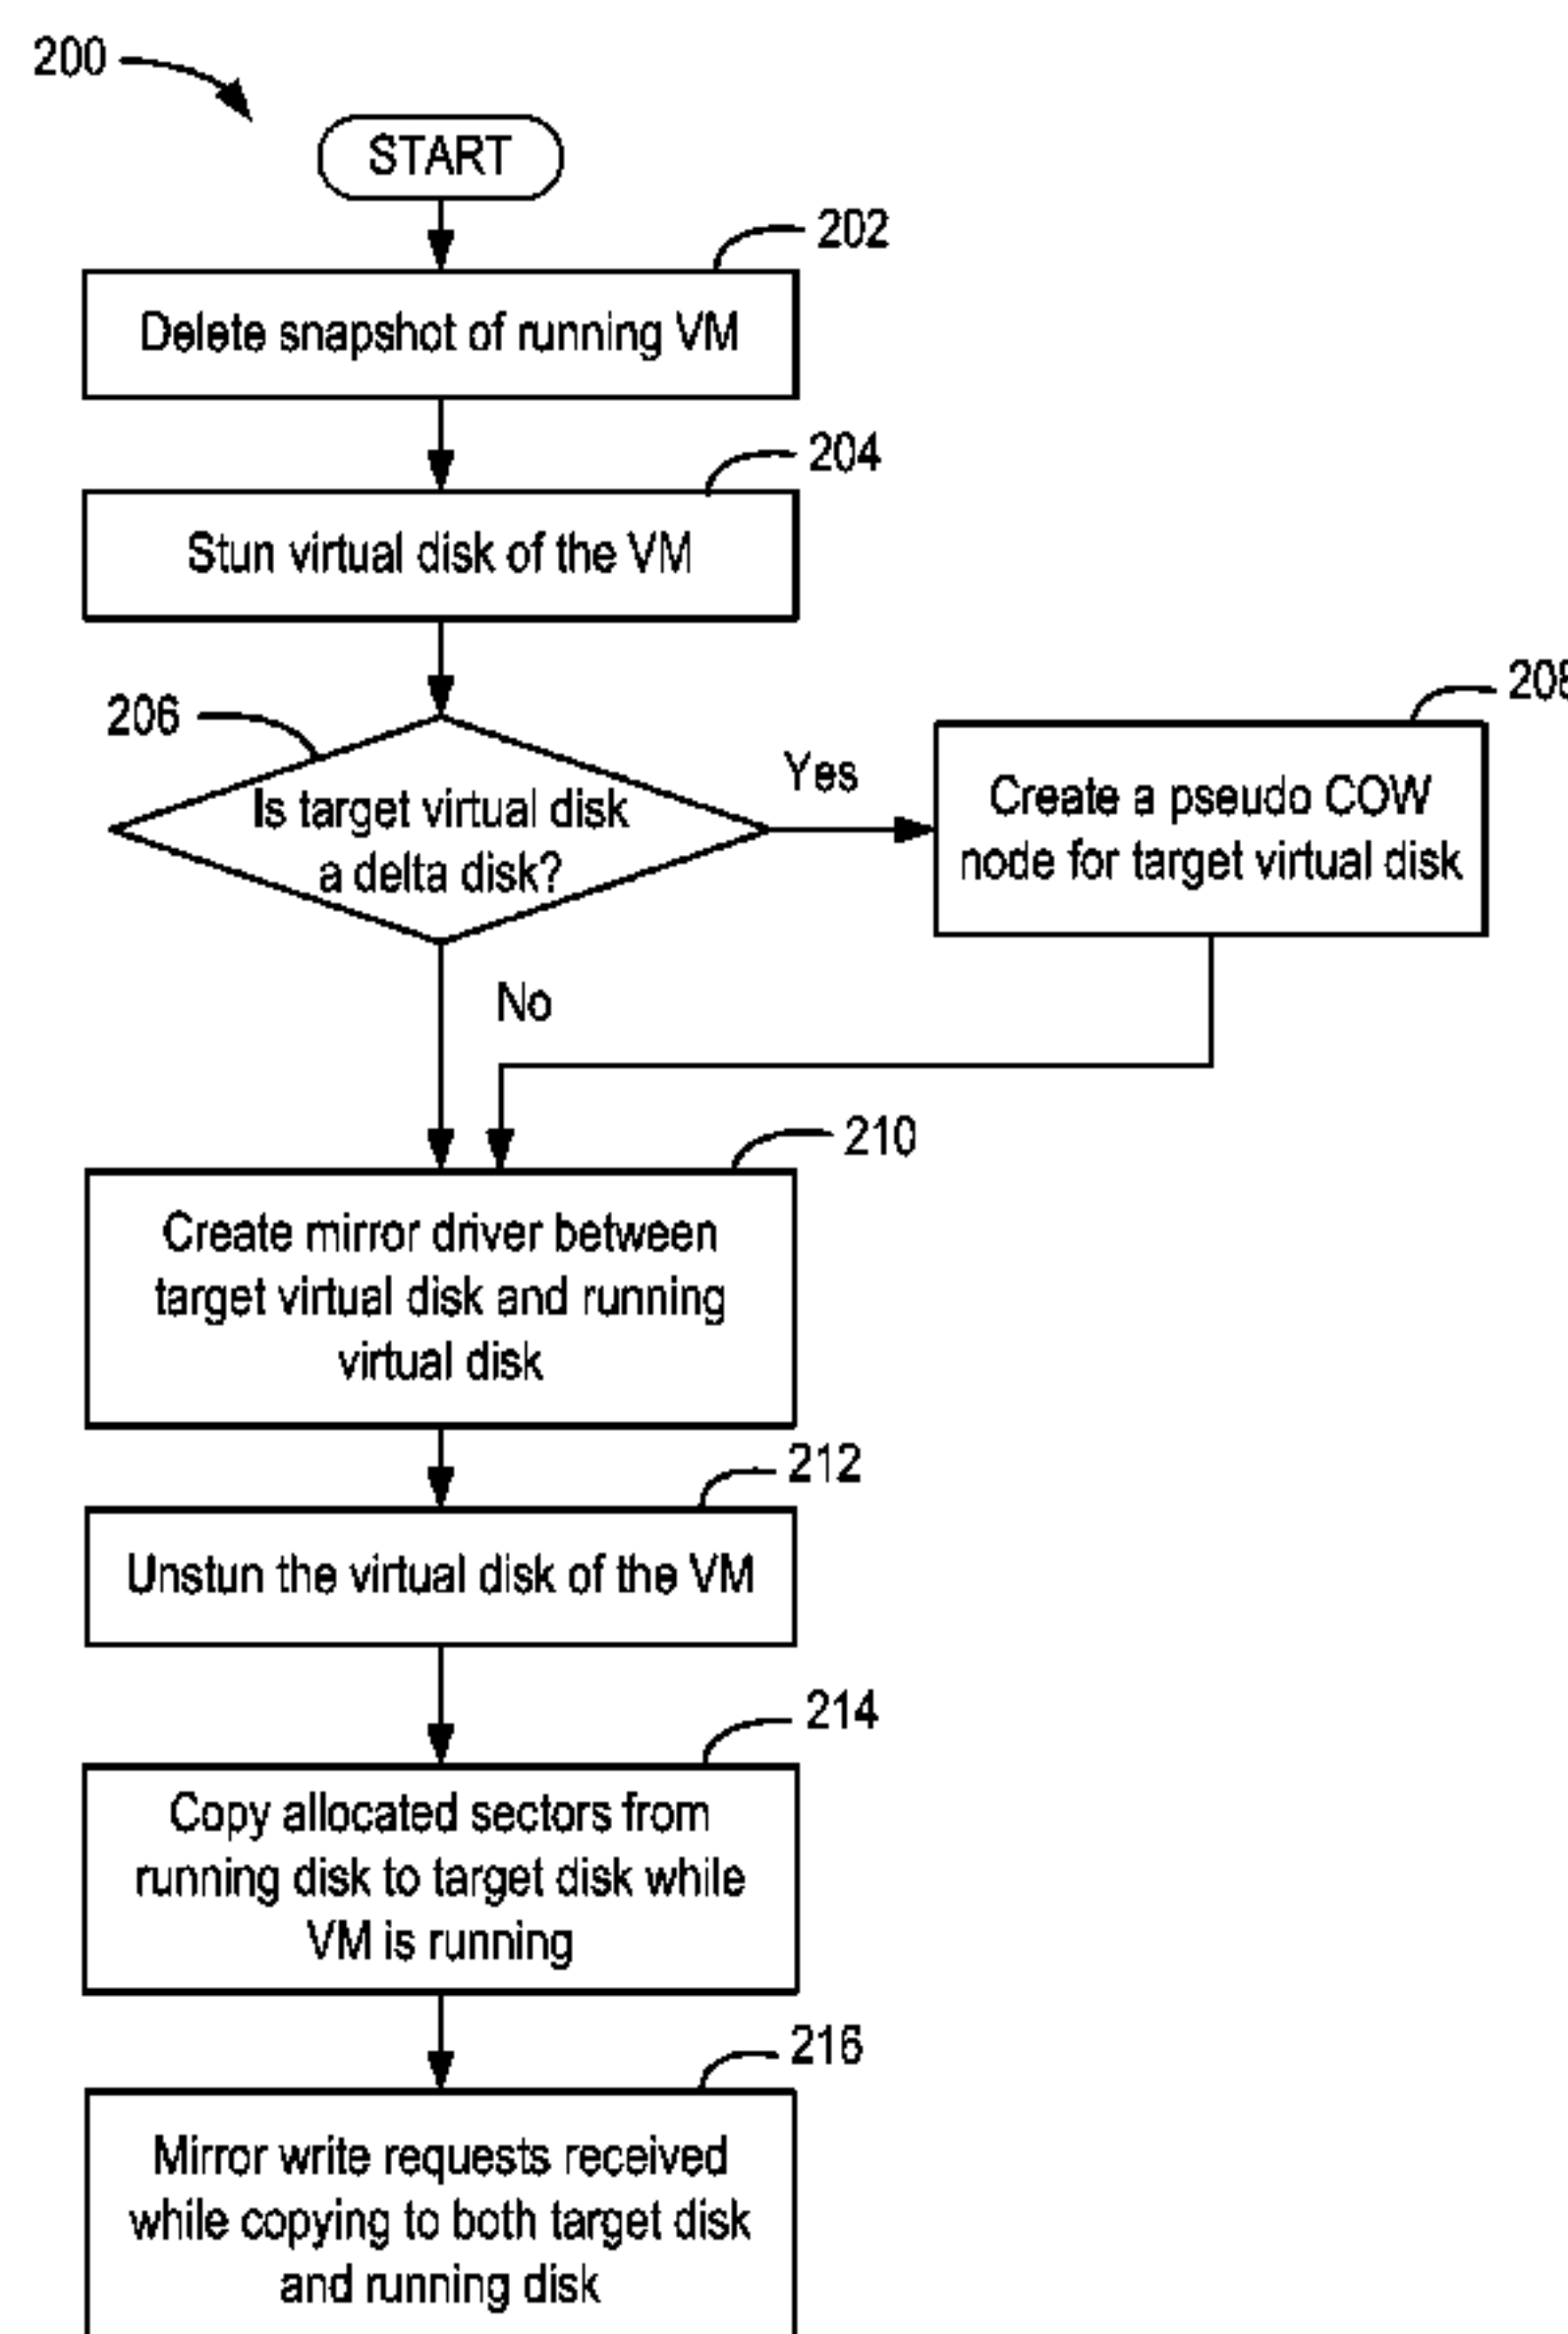 200
START
202
Delete snapshot of running VM
204
Stun virtual disk of the VM
206
Is target virtual disk
a delta disk?
Yes
208
Create a pseudo COW
node for target virtual disk
No
210
Create mirror driver between
target virtual disk and running
virtual disk
212
Unstun the virtual disk of the VM
214
Copy allocated sectors from
running disk to target disk while
VM is running
216
Mirror write requests received
while copying to both target disk
and running disk